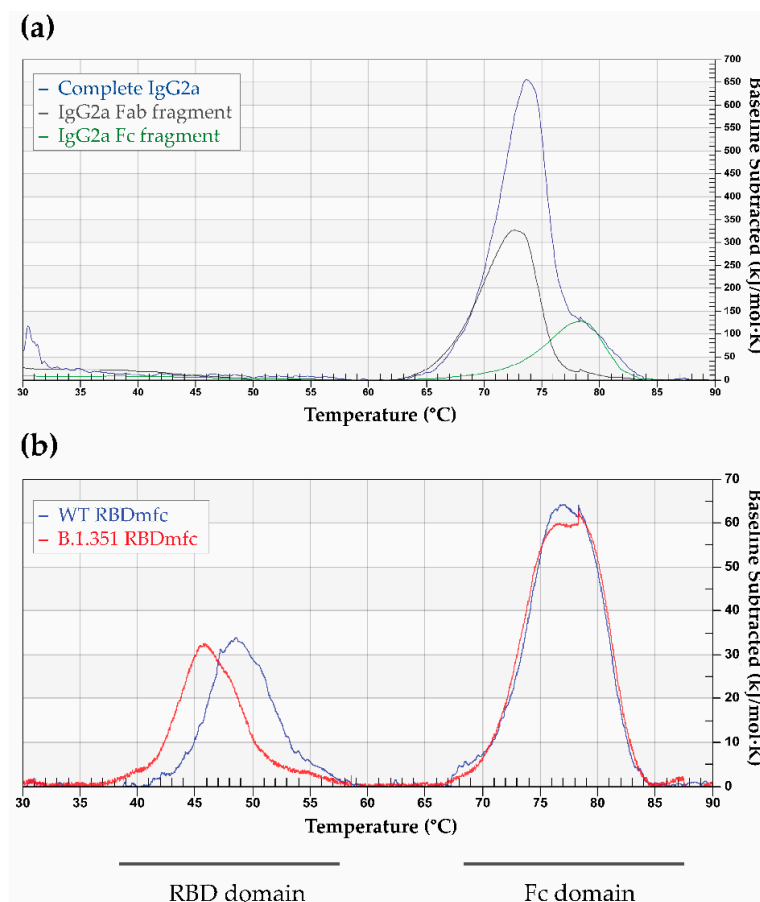 (a)
Complete IgG2a
IgG2a Fab fragment
IgG2a Fc fragment
700
650
600
550
500
450
400
350
300
250
200
150
100
50
0
Baseline Subtracted (kJ/mol·K)
30 35 40 45 50 55 60 65 70 75 80 85 90
Temperature (°C)
(b)
WT RBDmfc
B.1.351 RBDmfc
70
60
50
40
30
20
10
0
Baseline Subtracted (kJ/mol·K)
30 35 40 45 50 55 60 65 70 75 80 85 90
Temperature (°C)
RBD domain Fc domain